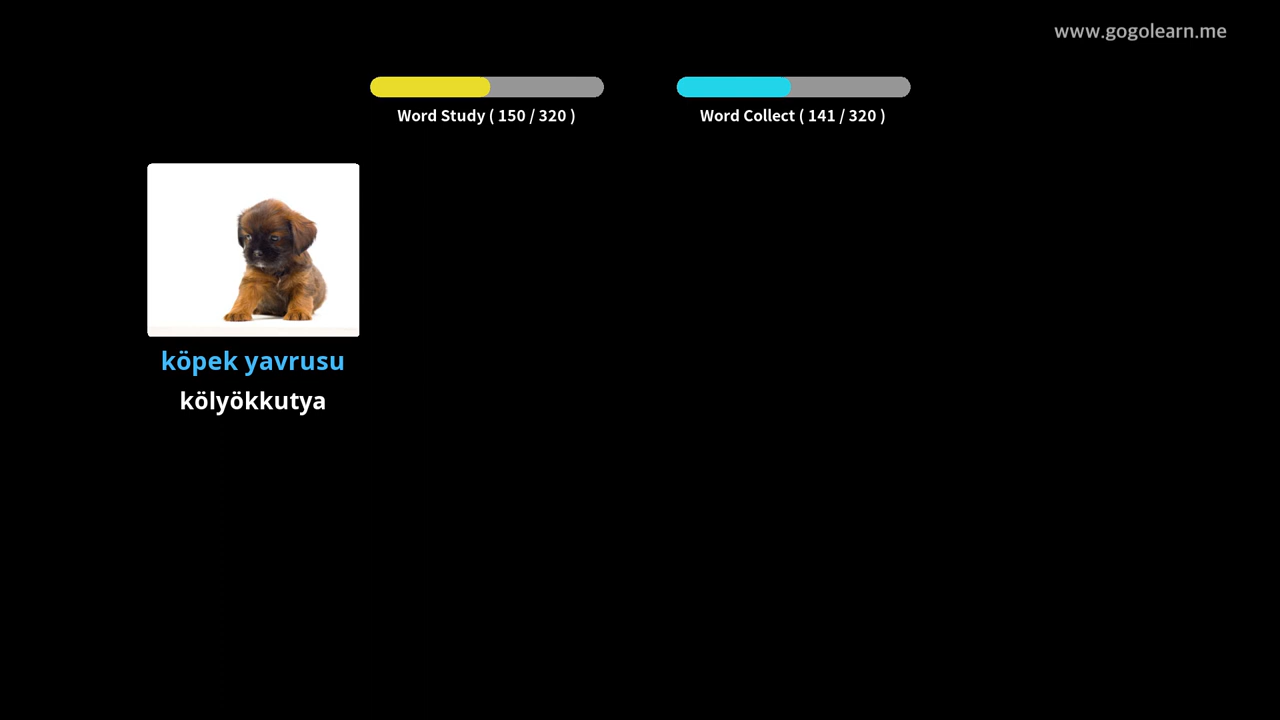 www.gogolearn.me
Word Study ( 150 / 320 )
Word Collect ( 141 / 320 )
köpek yavrusu
kölyökkutya